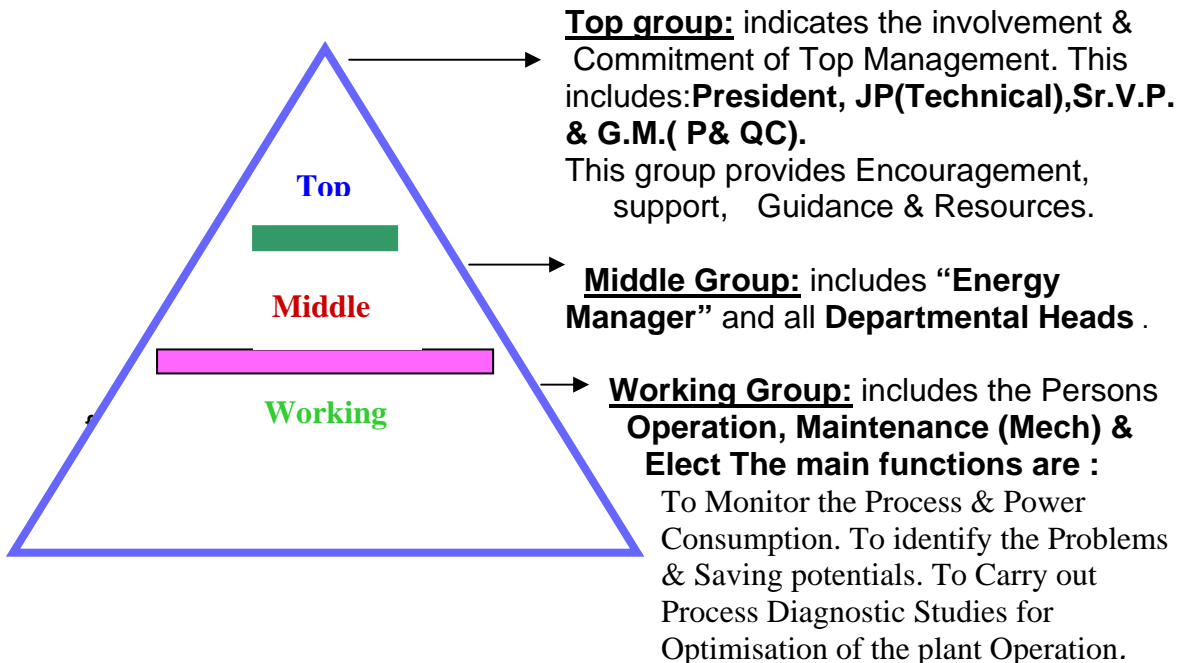 Top group: indicates the involvement &
Commitment of Top Management. This
includes:President, JP(Technical),Sr.V.P.
& G.M.( P& QC).
This group provides Encouragement,
support, Guidance & Resources.
Top
Middle Group: includes “Energy
Manager” and all Departmental Heads .
Middle
Working Group: includes the Persons
Operation, Maintenance (Mech) &
Elect The main functions are :
To Monitor the Process & Power
Consumption. To identify the Problems
& Saving potentials. To Carry out
Process Diagnostic Studies for
Optimisation of the plant Operation.
Working